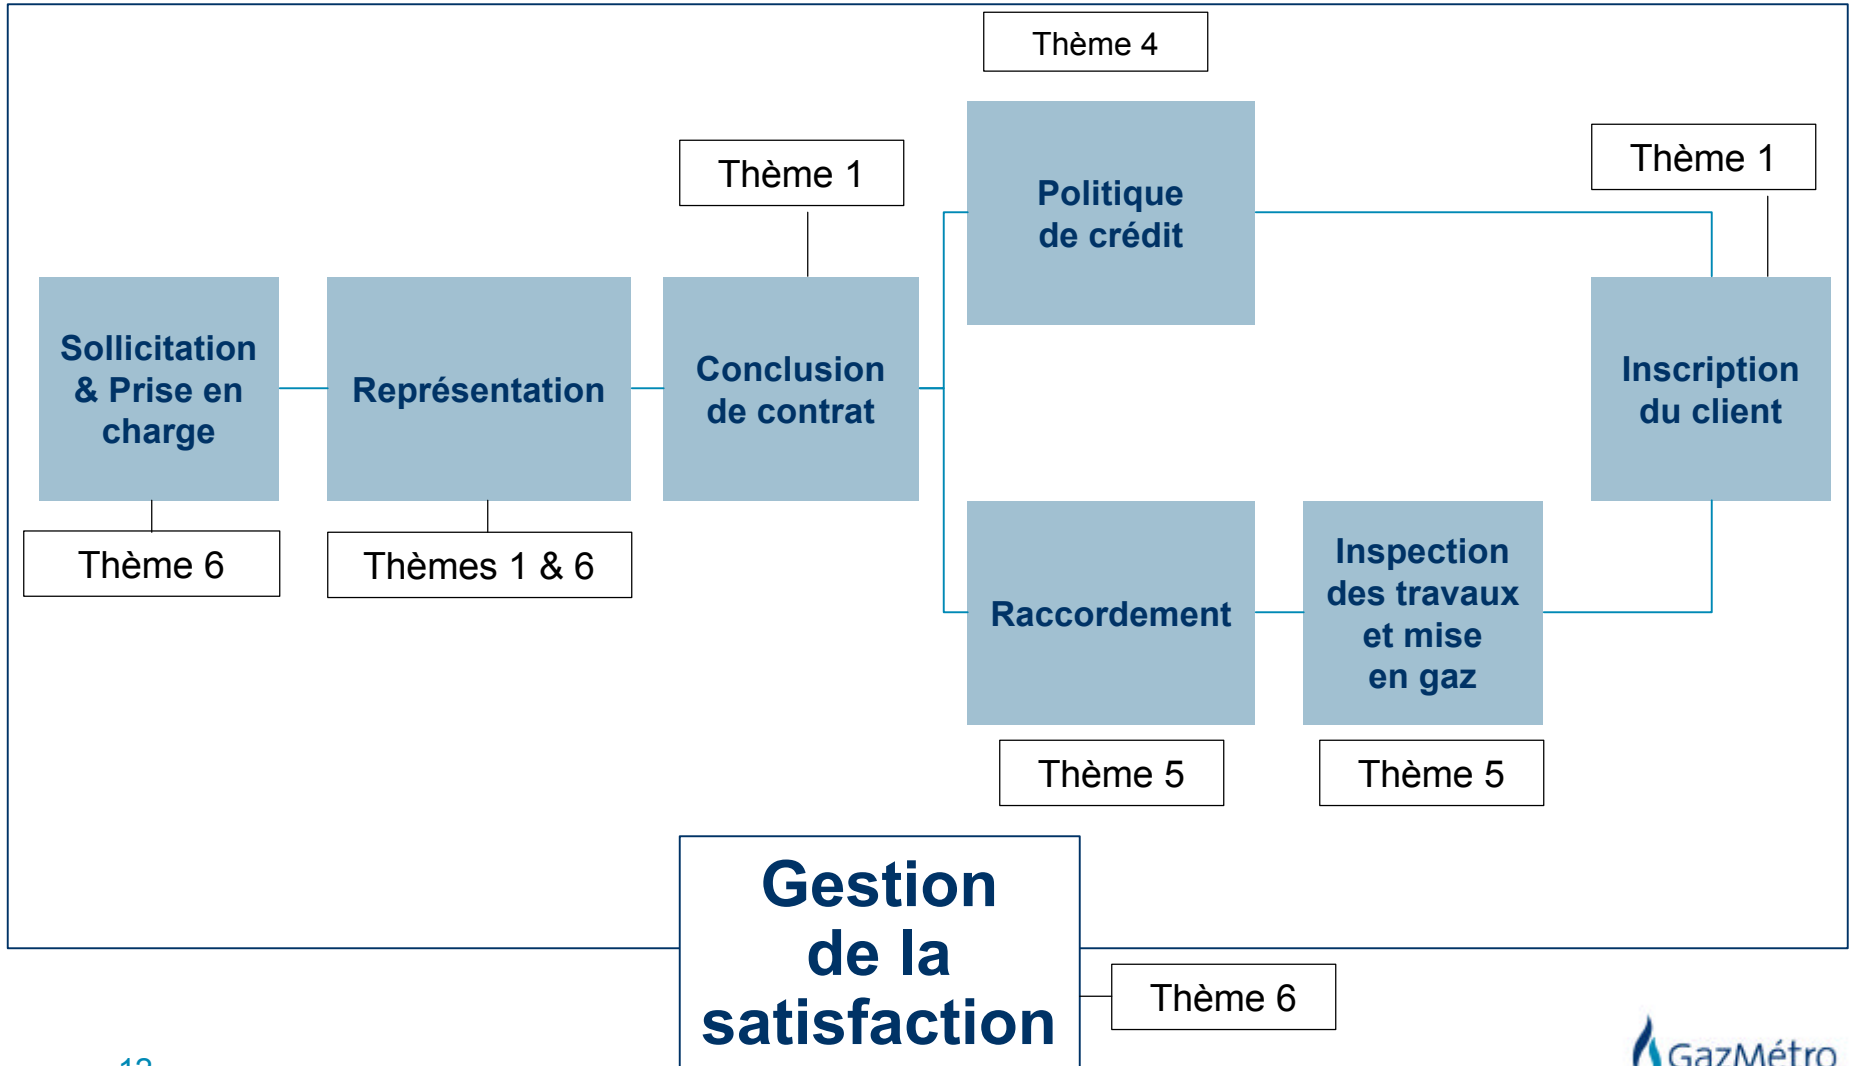 Thème 4
Thème 1
Thème 1
Politique
de crédit
Sollicitation
& Prise en
charge
Représentation
Conclusion
de contrat
Inscription
du client
Thème 6
Thèmes 1 & 6
Raccordement
Inspection
des travaux
et mise
en gaz
Thème 5
Thème 5
Gestion
de la
satisfaction
Thème 6
GazMétro